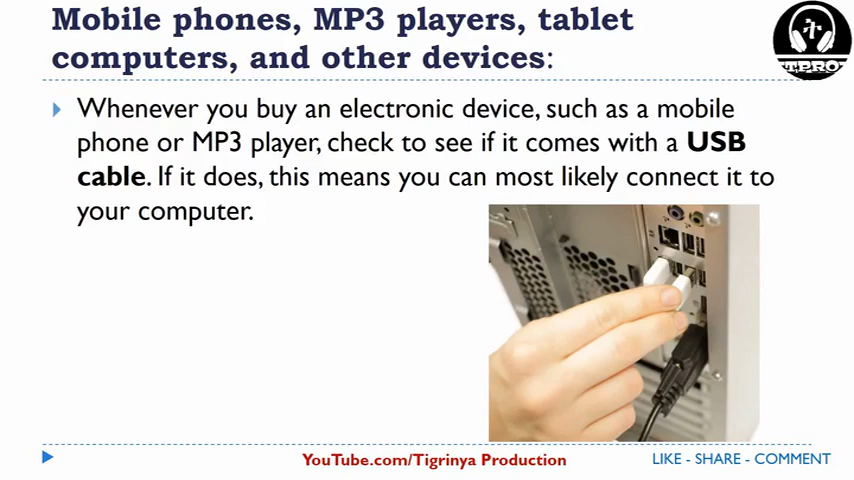 Mobile phones, MP3 players, tablet
computers, and other devices:
Whenever you buy an electronic device, such as a mobile
phone or MP3 player, check to see if it comes with a USB
cable. If it does, this means you can most likely connect it to
your computer.
TPRO
YouTube.com/Tigrinya Production
LIKE - SHARE - COMMENT